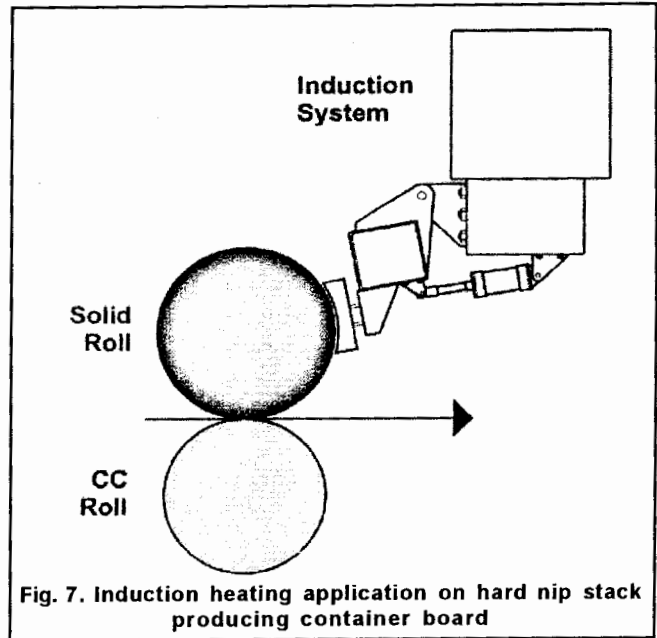 Induction
System
Solid
Roll
CC
Roll
Fig. 7. Induction heating application on hard nip stack
producing container board